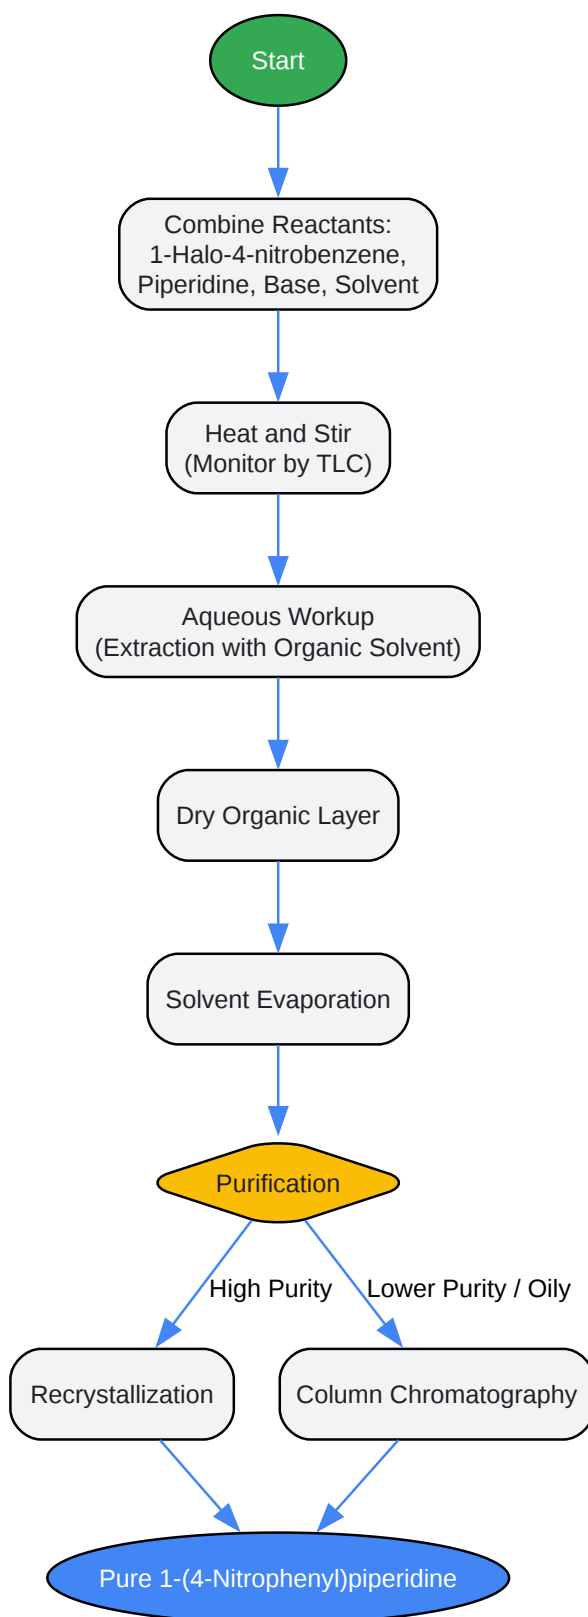 Start
Combine Reactants:
1-Halo-4-nitrobenzene,
Piperidine, Base, Solvent
Heat and Stir
(Monitor by TLC)
Aqueous Workup
(Extraction with Organic Solvent)
Dry Organic Layer
Solvent Evaporation
Purification
High Purity
Lower Purity / Oily
Recrystallization
Column Chromatography
Pure 1-(4-Nitrophenyl)piperidine